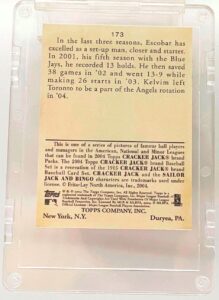 173
In the last three seasons, Escobar has
excelled as a set-up man, closer and starter.
In 2001, his fifth season with the Blue
Jays, he recorded 13 holds. He then saved
38 games in '02 and went 13-9 while
making 26 starts in '03. Kelvim left
Toronto to be a part of the Angels rotation
in '04.
This is one of a series of pictures of famous ball players
and managers in the American, National and Minor Leagues
that can be found in 2004 Topps CRACKER JACK® brand
Packs. The 2004 Topps CRACKER JACK® brand Baseball
Set is a recreation of the 1915 CRACKER JACK® brand
Baseball Card Set. CRACKER JACK and the SAILOR
JACK AND BINGO characters are trademarks used under
license. © Frito-Lay North America, Inc., 2004.
TOPPS COMPANY, INC.
New York, N.Y.
Duryea, PA.